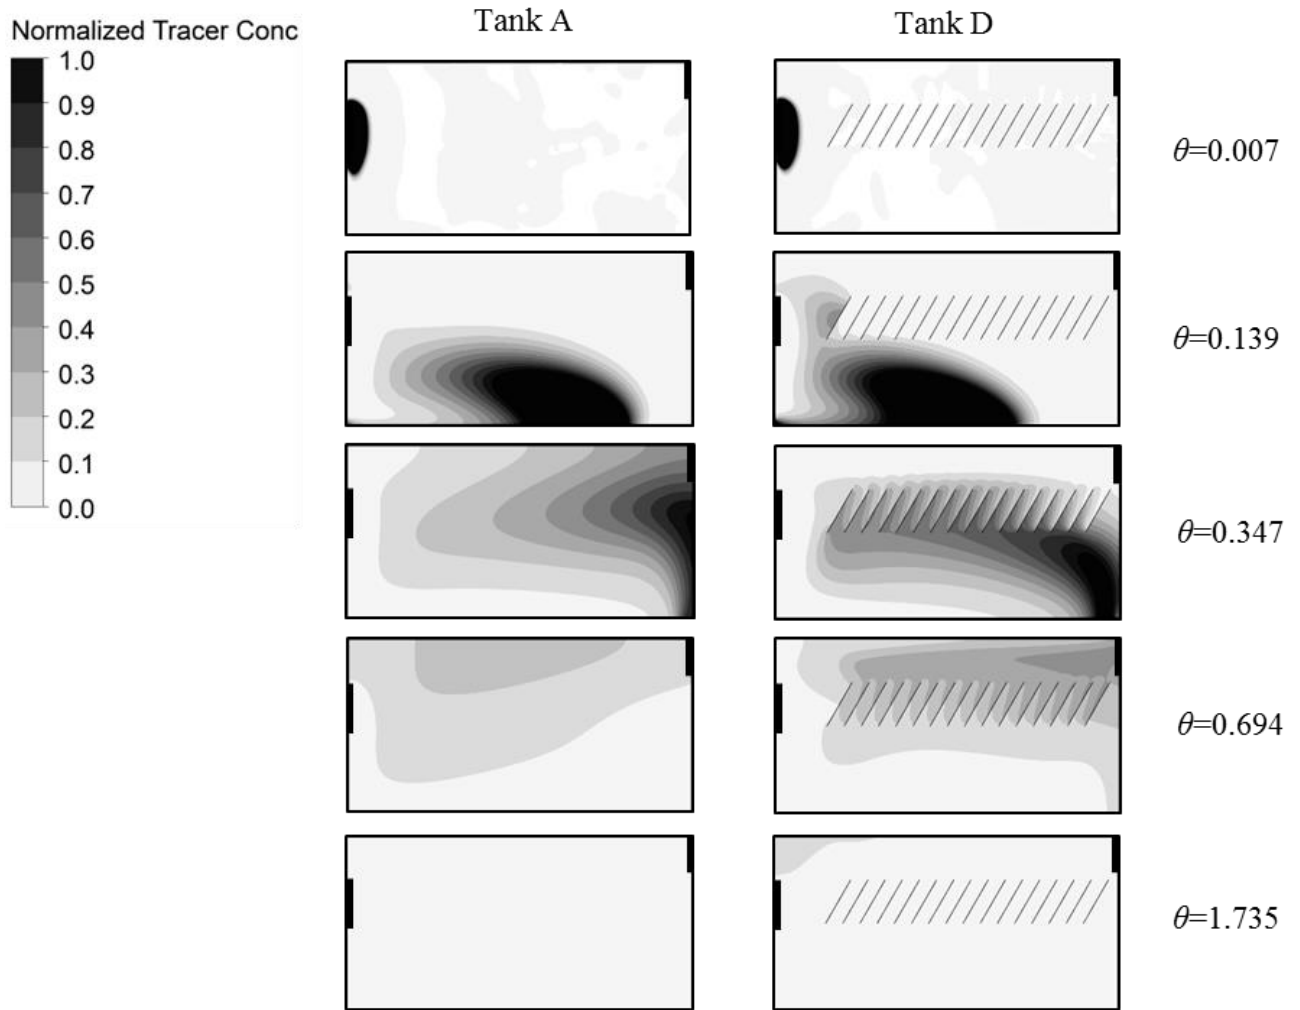 Tank A
Tank D
Normalized Tracer Conc
1.0
0.9
0.8
0.7
0.6
0.5
0.4
0.3
0.2
0.1
0.0
θ=0.007
θ=0.139
θ=0.347
θ=0.694
θ=1.735